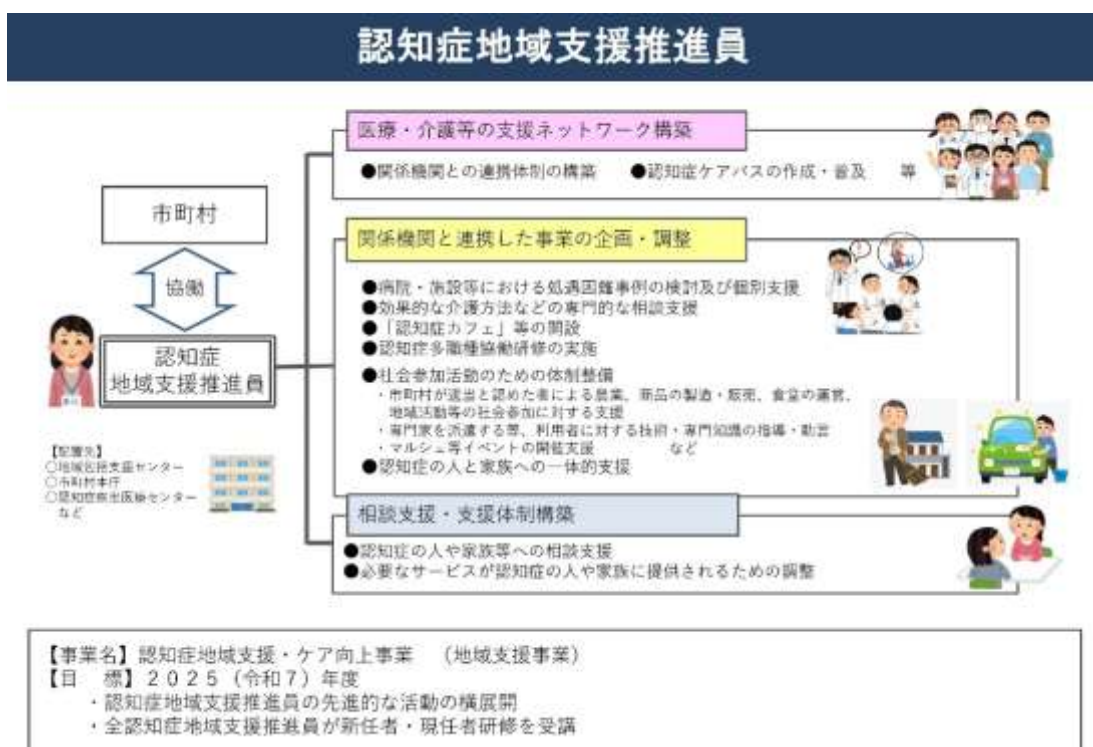 認知症地域支援推進員
医療・介護等の支援ネットワーク構築
●関係機関との連携体制の構築　●認知症ケアパスの作成・普及　等
市町村
協働
認知症
地域支援推進員
【配置先】
○地域包括支援センター
○市町村本庁
○認知症疾患医療センター
など
関係機関と連携した事業の企画・調整
●病院・施設等における処遇困難事例の検討及び個別支援
●効果的な介護方法などの専門的な相談支援
●「認知症カフェ」等の開設
●認知症多職種協働研修の実施
●社会参加活動のための体制整備
・市町村が適当と認めた者による農業、商品の製造・販売、食堂の運営、
地域活動等の社会参加に対する支援
・専門家を派遣する等、利用者に対する技術・専門知識の指導・助言
・マルシェ等イベントの開催支援　など
●認知症の人と家族への一体的支援
相談支援・支援体制構築
●認知症の人や家族等への相談支援
●必要なサービスが認知症の人や家族に提供されるための調整
【事業名】認知症地域支援・ケア向上事業　（地域支援事業）
【目　標】２０２５（令和７）年度
・認知症地域支援推進員の先進的な活動の横展開
・全認知症地域支援推進員が新任者・現任者研修を受講